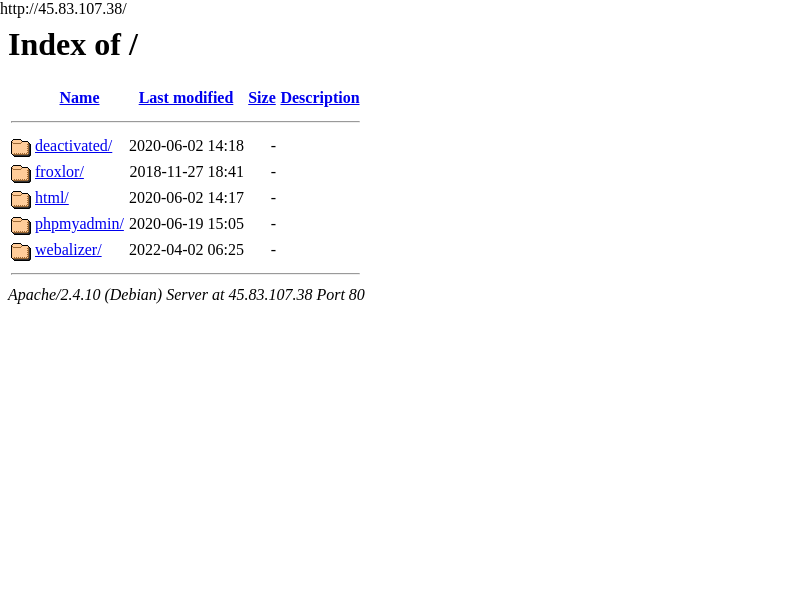 http://45.83.107.38/
Index of /
Name Last modified Size Description
deactivated/ 2020-06-02 14:18 -
froxlor/ 2018-11-27 18:41 -
html/ 2020-06-02 14:17 -
phpmyadmin/ 2020-06-19 15:05 -
webalizer/ 2022-04-02 06:25 -
Apache/2.4.10 (Debian) Server at 45.83.107.38 Port 80